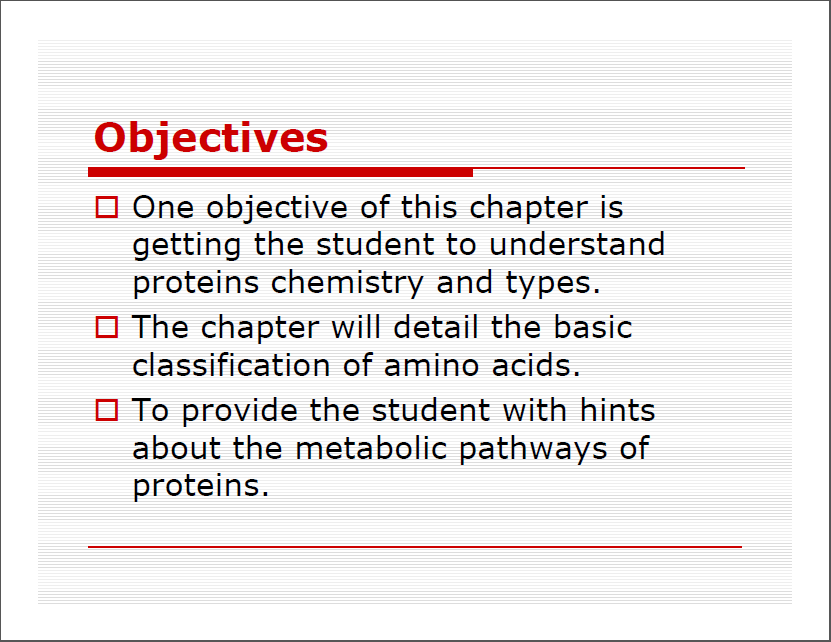 Objectives
One objective of this chapter is
getting the student to understand
proteins chemistry and types.
The chapter will detail the basic
classification of amino acids.
To provide the student with hints
about the metabolic pathways of
proteins.